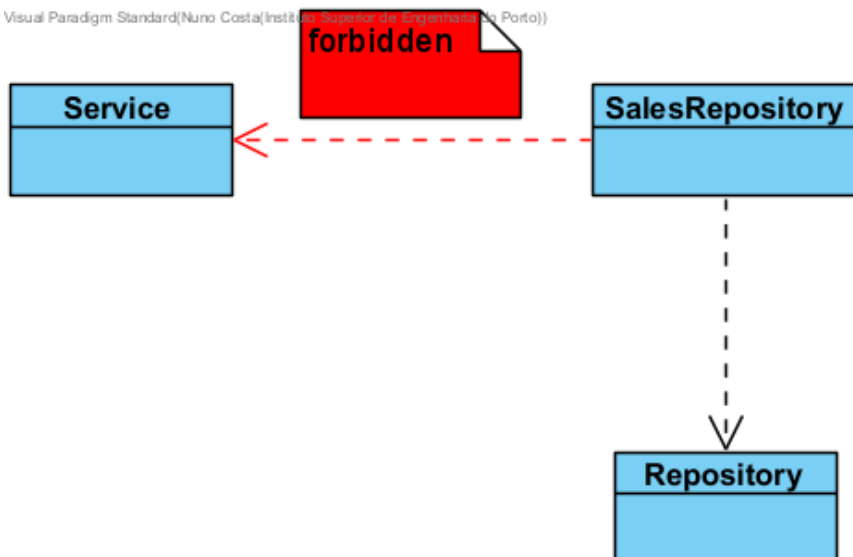 Visual Paradigm Standard(Nuno Costa(Instituto Superior de Engenharia do Porto))
forbidden
Service
SalesRepository
Repository